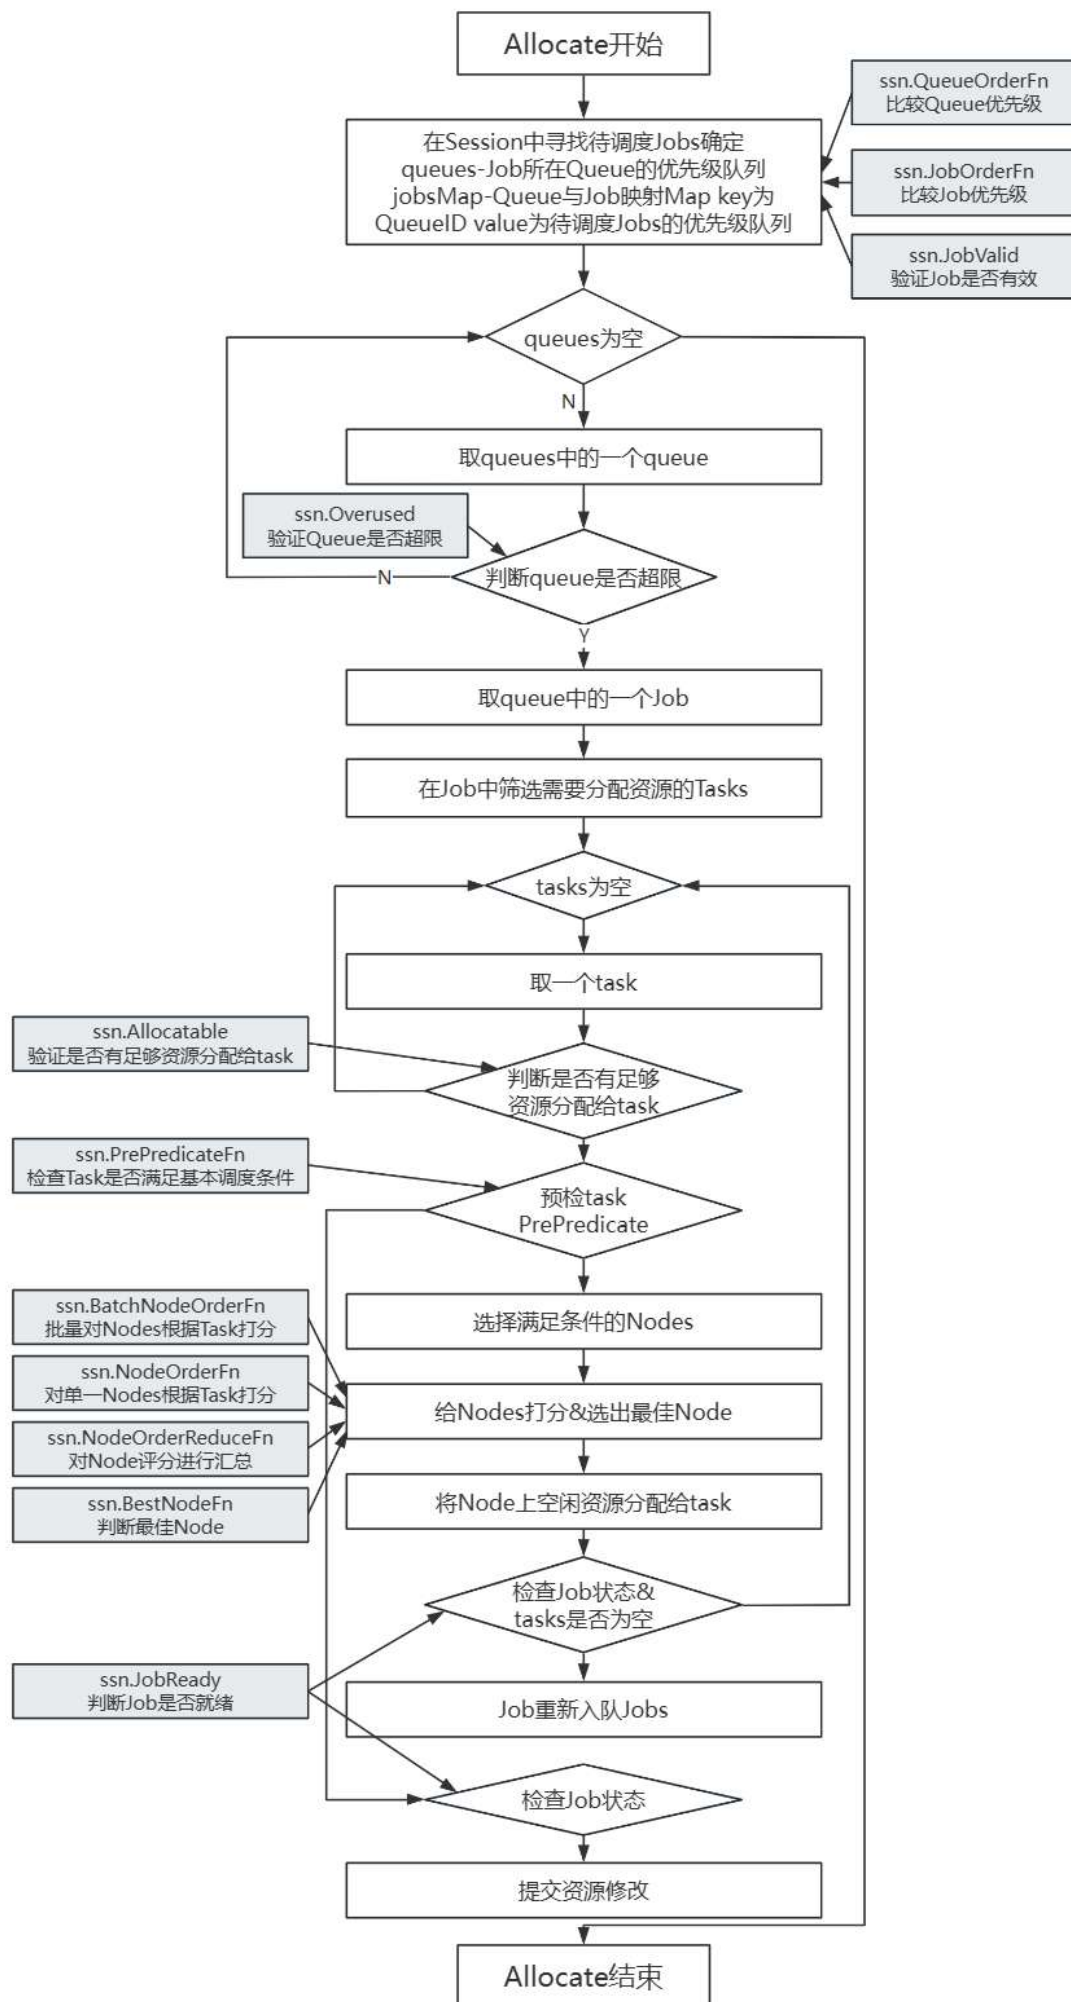 Allocate开始
ssn.QueueOrderFn
比较Queue优先级
在Session中寻找待调度Jobs确定
queues-Job所在Queue的优先级队列
jobsMap-Queue与Job映射Map key为
QueueID value为待调度Jobs的优先级队列
ssn.JobOrderFn
比较Job优先级
ssn.JobValid
验证Job是否有效
queues为空
N
取queues中的一个queue
ssn.Overused
验证Queue是否超限
判断queue是否超限
N
Y
取queue中的一个Job
在Job中筛选需要分配资源的Tasks
tasks为空
取一个task
ssn.Allocatable
验证是否有足够资源分配给task
判断是否有足够
资源分配给task
ssn.PrePredicateFn
检查Task是否满足基本调度条件
预检task
PrePredicate
ssn.BatchNodeOrderFn
批量对Nodes根据Task打分
选择满足条件的Nodes
ssn.NodeOrderFn
对单一Nodes根据Task打分
给Nodes打分&选出最佳Node
ssn.NodeOrderReduceFn
对Node评分进行汇总
ssn.BestNodeFn
判断最佳Node
将Node上空闲资源分配给task
检查Job状态&
tasks是否为空
ssn.JobReady
判断Job是否就绪
Job重新入队Jobs
检查Job状态
提交资源修改
Allocate结束